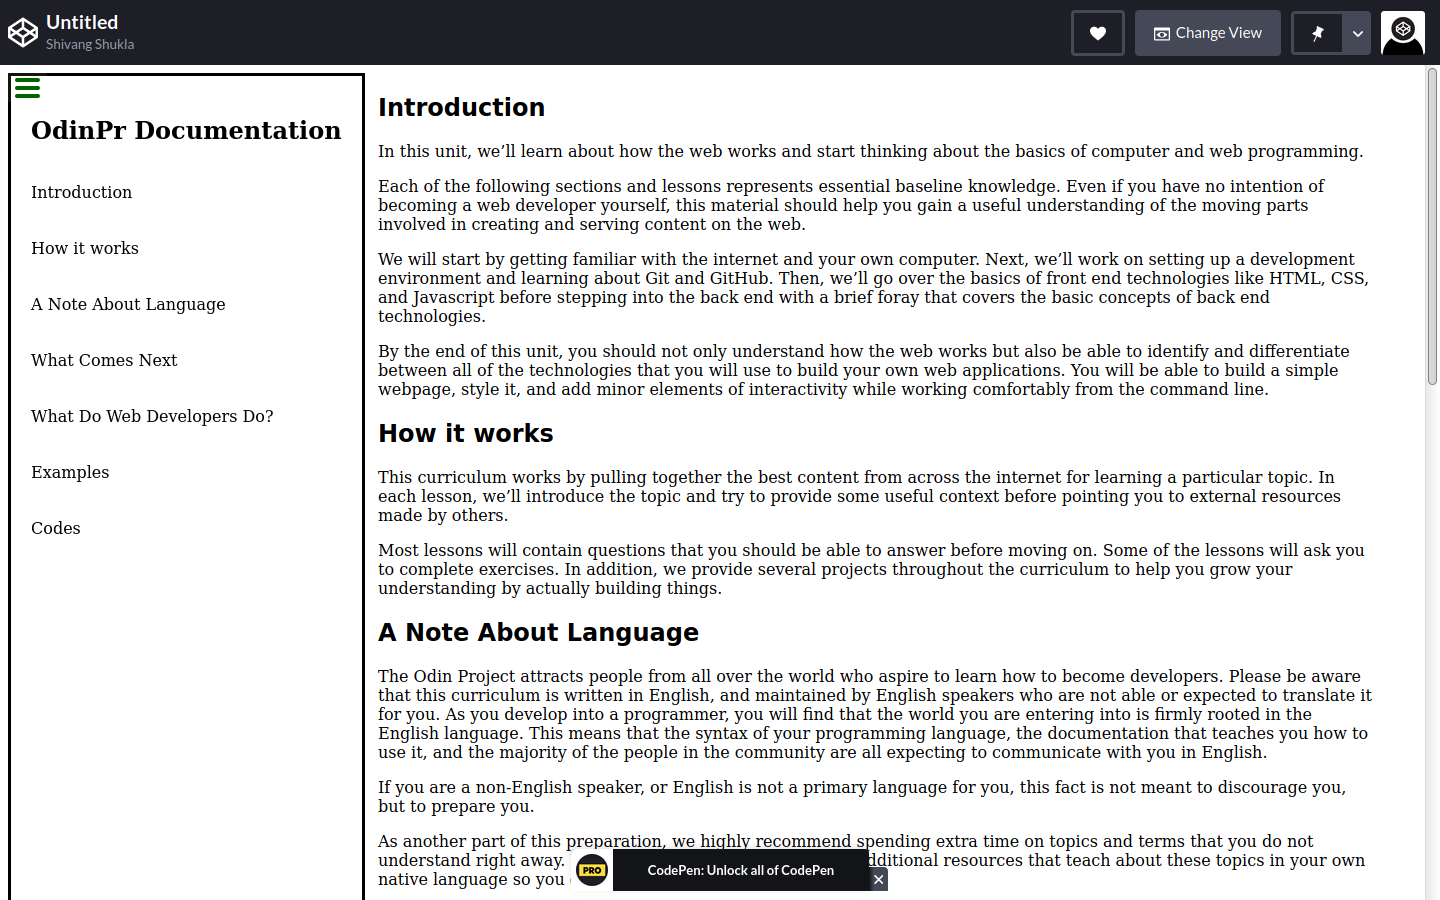 Untitled
Shivang Shukla
Change View
OdinPr Documentation
Introduction
How it works
A Note About Language
What Comes Next
What Do Web Developers Do?
Examples
Codes
Introduction
In this unit, we’ll learn about how the web works and start thinking about the basics of computer and web programming.
Each of the following sections and lessons represents essential baseline knowledge. Even if you have no intention of
becoming a web developer yourself, this material should help you gain a useful understanding of the moving parts
involved in creating and serving content on the web.
We will start by getting familiar with the internet and your own computer. Next, we’ll work on setting up a development
environment and learning about Git and GitHub. Then, we’ll go over the basics of front end technologies like HTML, CSS,
and Javascript before stepping into the back end with a brief foray that covers the basic concepts of back end
technologies.
By the end of this unit, you should not only understand how the web works but also be able to identify and differentiate
between all of the technologies that you will use to build your own web applications. You will be able to build a simple
webpage, style it, and add minor elements of interactivity while working comfortably from the command line.
How it works
This curriculum works by pulling together the best content from across the internet for learning a particular topic. In
each lesson, we’ll introduce the topic and try to provide some useful context before pointing you to external resources
made by others.
Most lessons will contain questions that you should be able to answer before moving on. Some of the lessons will ask you
to complete exercises. In addition, we provide several projects throughout the curriculum to help you grow your
understanding by actually building things.
A Note About Language
The Odin Project attracts people from all over the world who aspire to learn how to become developers. Please be aware
that this curriculum is written in English, and maintained by English speakers who are not able or expected to translate it
for you. As you develop into a programmer, you will find that the world you are entering into is firmly rooted in the
English language. This means that the syntax of your programming language, the documentation that teaches you how to
use it, and the majority of the people in the community are all expecting to communicate with you in English.
If you are a non-English speaker, or English is not a primary language for you, this fact is not meant to discourage you,
but to prepare you.
As another part of this preparation, we highly recommend spending extra time on topics and terms that you do not
understand right away. dditional resources that teach about these topics in your own
native language so you
PRO
CodePen: Unlock all of CodePen